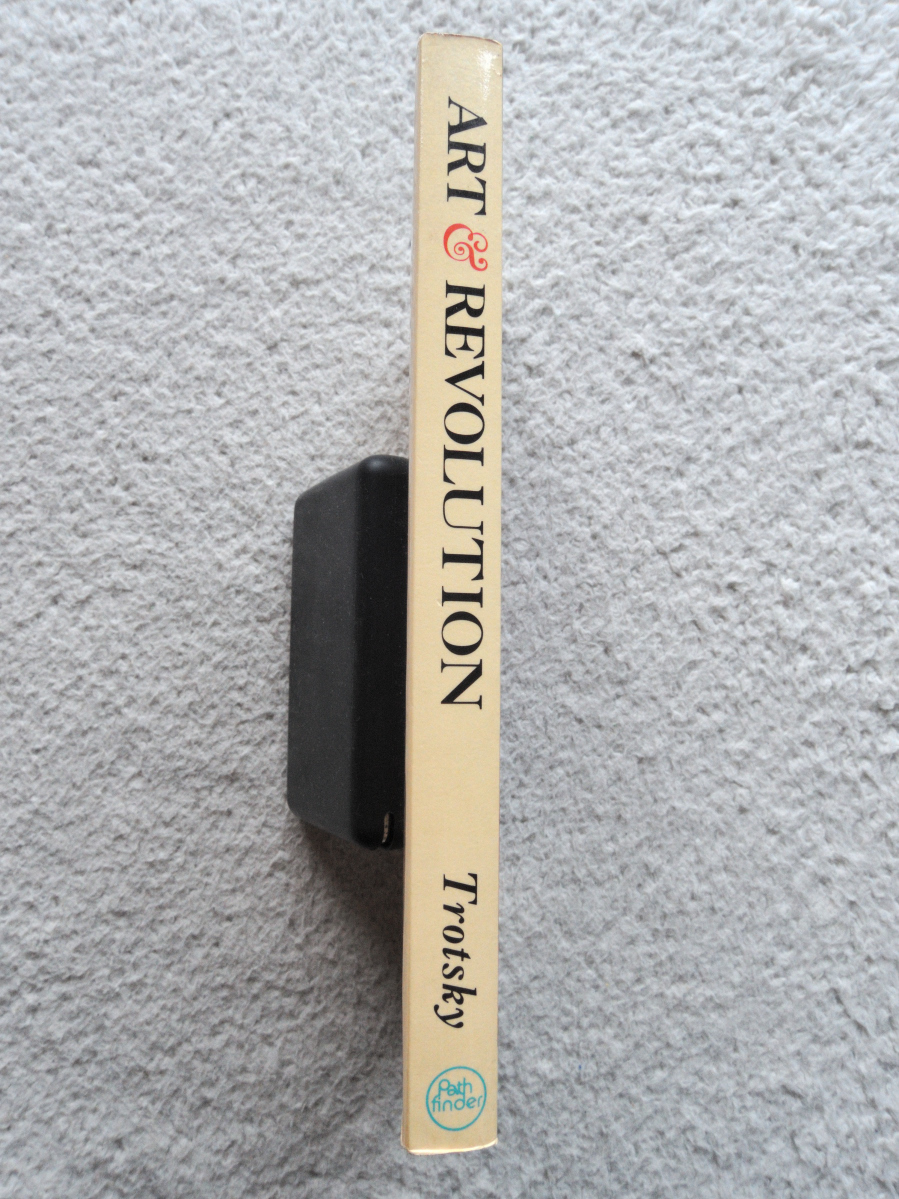 ART & REVOLUTION
Trotsky
Path
finder